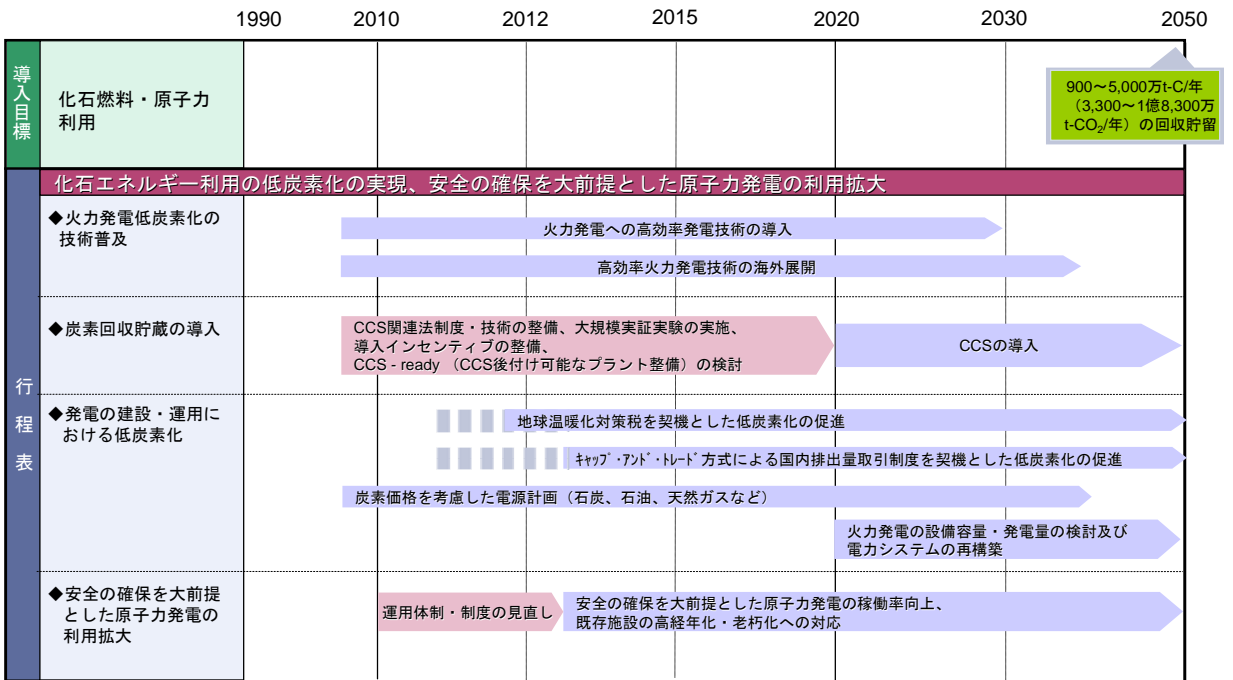 1990 2010 2012 2015 2020 2030 2050
導入目標
化石燃料・原子力
利用
900～5,000万t-C/年
（3,300～1億8,300万
t-CO₂/年）の回収貯留
行程表
化石エネルギー利用の低炭素化の実現、安全の確保を大前提とした原子力発電の利用拡大
◆火力発電低炭素化の
技術普及
火力発電への高効率発電技術の導入
高効率火力発電技術の海外展開
◆炭素回収貯蔵の導入
CCS関連法制度・技術の整備、大規模実証実験の実施、
導入インセンティブの整備、
CCS - ready （CCS後付け可能なプラント整備）の検討
CCSの導入
◆発電の建設・運用に
おける低炭素化
地球温暖化対策税を契機とした低炭素化の促進
ｷｬｯﾌﾟ･ｱﾝﾄﾞ･ﾄﾚｰﾄﾞ方式による国内排出量取引制度を契機とした低炭素化の促進
炭素価格を考慮した電源計画（石炭、石油、天然ガスなど）
火力発電の設備容量・発電量の検討及び
電力システムの再構築
◆安全の確保を大前提
とした原子力発電の
利用拡大
運用体制・制度の見直し
安全の確保を大前提とした原子力発電の稼働率向上、
既存施設の高経年化・老朽化への対応